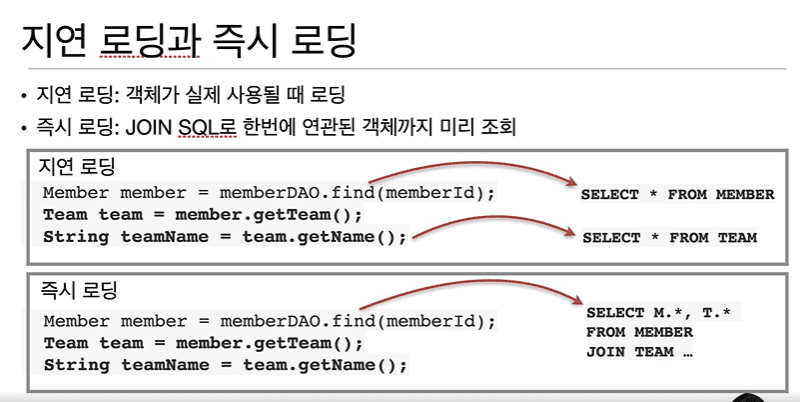 지연 로딩과 즉시 로딩
• 지연 로딩: 객체가 실제 사용될 때 로딩
• 즉시 로딩: JOIN SQL로 한번에 연관된 객체까지 미리 조회
지연 로딩
Member member = memberDAO.find(memberId);
SELECT * FROM MEMBER
Team team = member.getTeam();
String teamName = team.getName();
SELECT * FROM TEAM
즉시 로딩
Member member = memberDAO.find(memberId);
Team team = member.getTeam();
String teamName = team.getName();
SELECT M.*, T.*
FROM MEMBER
JOIN TEAM …